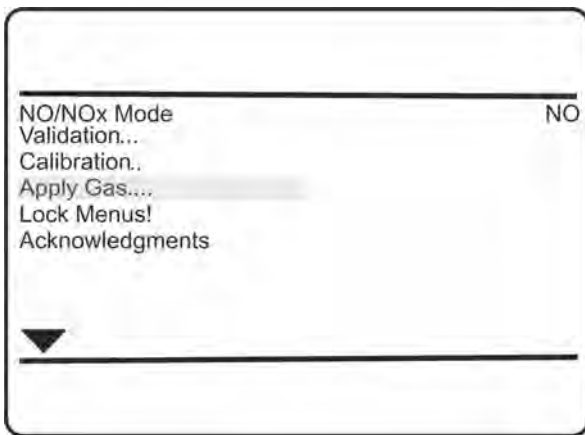 NO/NOx Mode NO
Validation...
Calibration..
Apply Gas....
Lock Menus!
Acknowledgments